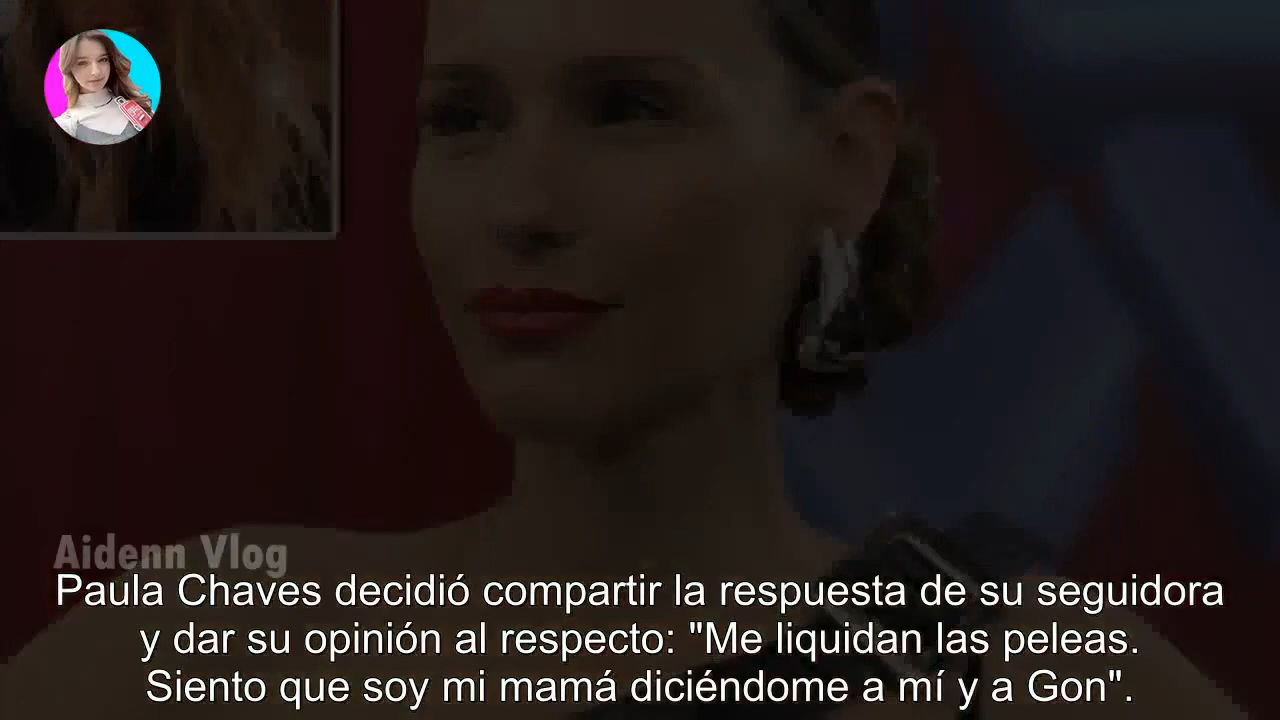 Aidenn Vlog
Paula Chaves decidió compartir la respuesta de su seguidora
y dar su opinión al respecto: "Me liquidan las peleas.
Siento que soy mi mamá diciéndome a mí y a Gon".